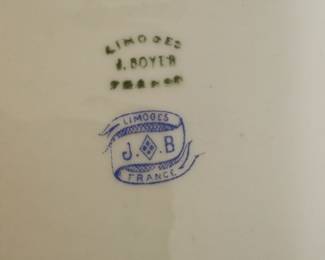 LIMOGES
J. BOYER
FRANCE
LIMOGES
J. .B
FRANCE